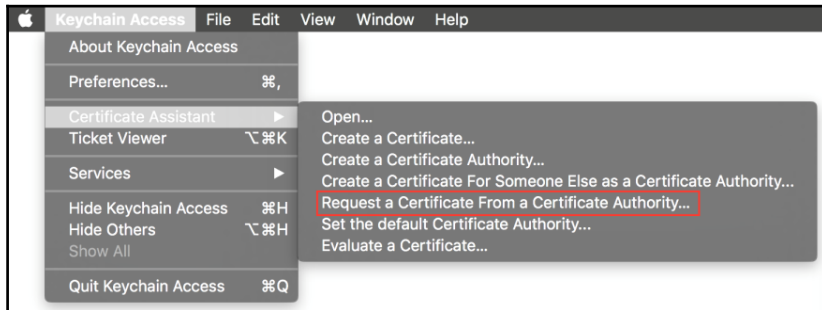 Keychain Access File Edit View Window Help
About Keychain Access
Preferences... ⌘,
Certificate Assistant ▶
Ticket Viewer ⌥⌘K
Services ▶
Hide Keychain Access ⌘H
Hide Others ⌥⌘H
Show All
Quit Keychain Access ⌘Q
Open...
Create a Certificate...
Create a Certificate Authority...
Create a Certificate For Someone Else as a Certificate Authority...
Request a Certificate From a Certificate Authority...
Set the default Certificate Authority...
Evaluate a Certificate...